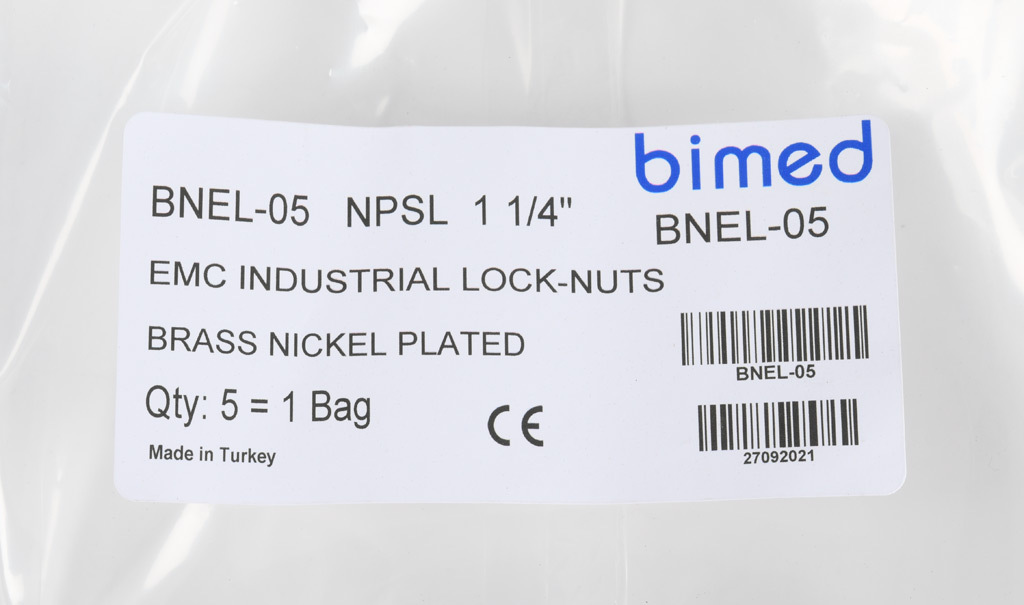 bimed
BNEL-05 NPSL 1 1/4"
BNEL-05
EMC INDUSTRIAL LOCK-NUTS
BRASS NICKEL PLATED
BNEL-05
Qty: 5 = 1 Bag
CE
27092021
Made in Turkey